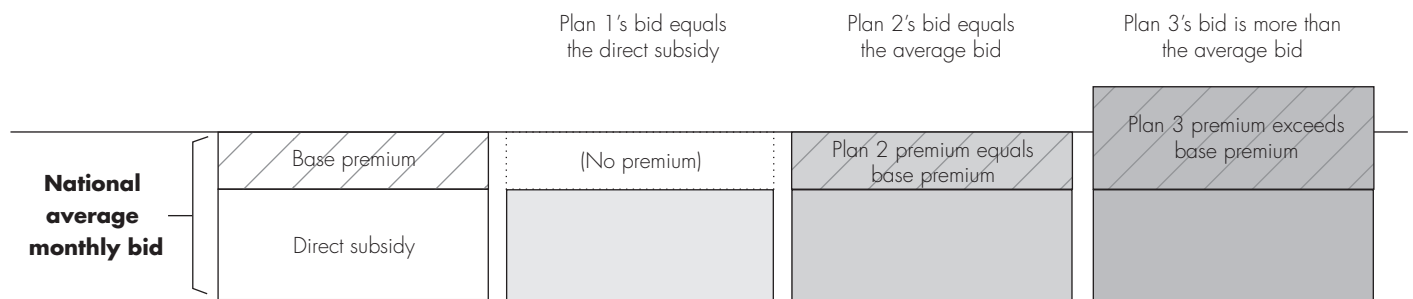 Plan 1's bid equals
the direct subsidy
Plan 2's bid equals
the average bid
Plan 3's bid is more than
the average bid
National
average
monthly bid
Base premium
Direct subsidy
(No premium)
Plan 2 premium equals
base premium
Plan 3 premium exceeds
base premium